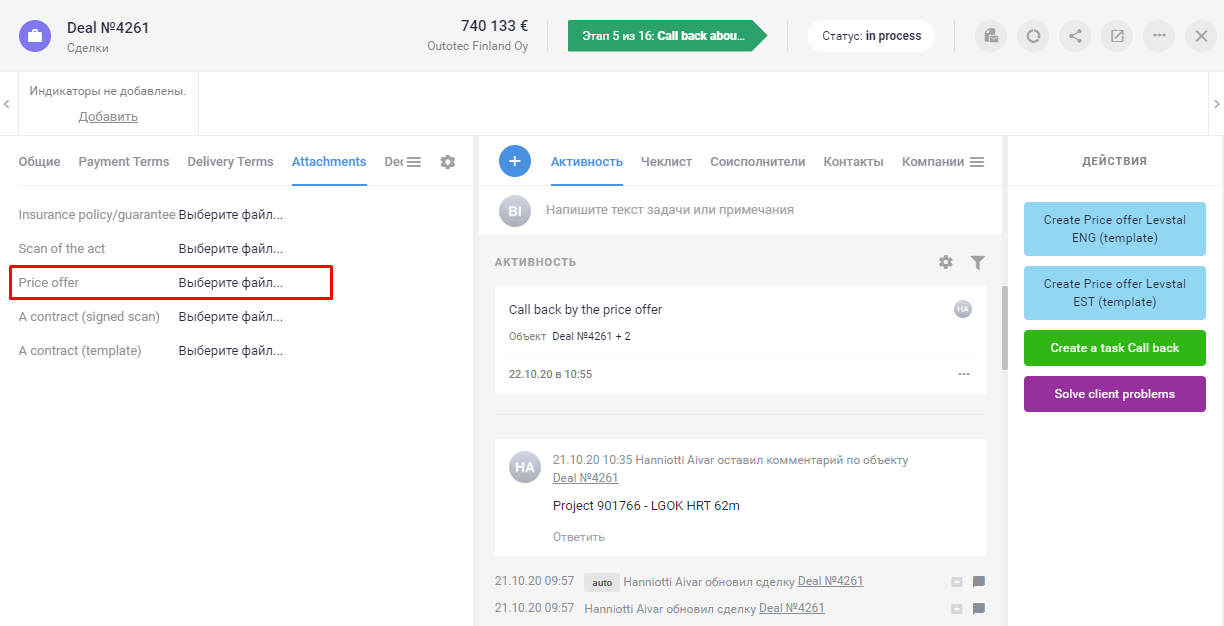 Deal №4261
Сделки
740 133 €
Outotec Finland Oy
Этап 5 из 16: Call back abou...
Статус: in process
Индикаторы не добавлены.
Добавить
Общие Payment Terms Delivery Terms Attachments Dec
Insurance policy/guarantee Выберите файл...
Scan of the act Выберите файл...
Price offer Выберите файл...
A contract (signed scan) Выберите файл...
A contract (template) Выберите файл...
+ Активность Чеклист Соисполнители Контакты Компании
BI Напишите текст задачи или примечания
АКТИВНОСТЬ
Call back by the price offer HA
Объект Deal №4261 + 2
22.10.20 в 10:55
HA 21.10.20 10:35 Hanniotti Aivar оставил комментарий по объекту
Deal №4261
Project 901766 - LGOK HRT 62m
Ответить
21.10.20 09:57 auto Hanniotti Aivar обновил сделку Deal №4261
21.10.20 09:57 Hanniotti Aivar обновил сделку Deal №4261
ДЕЙСТВИЯ
Create Price offer Levstal
ENG (template)
Create Price offer Levstal
EST (template)
Create a task Call back
Solve client problems